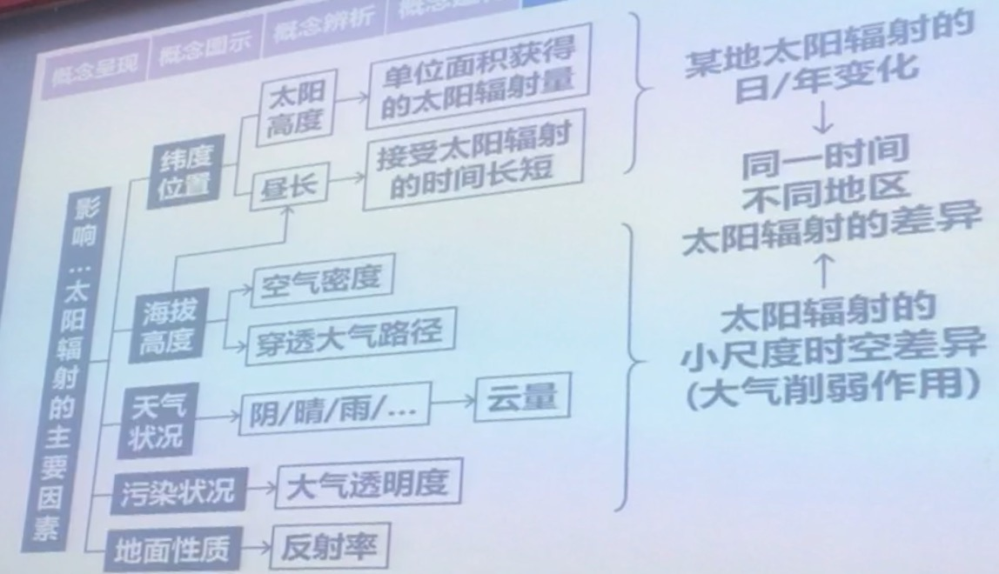 概念呈现
概念图示
概念辨析
影响…太阳辐射的主要因素
纬度
位置
太阳
高度
单位面积获得
的太阳辐射量
昼长
接受太阳辐射
的时间长短
海拔
高度
空气密度
穿透大气路径
天气
状况
阴/晴/雨/…
云量
污染状况
大气透明度
地面性质
反射率
某地太阳辐射的
日/年变化
↓
同一时间
不同地区
太阳辐射的差异
↑
太阳辐射的
小尺度时空差异
(大气削弱作用)